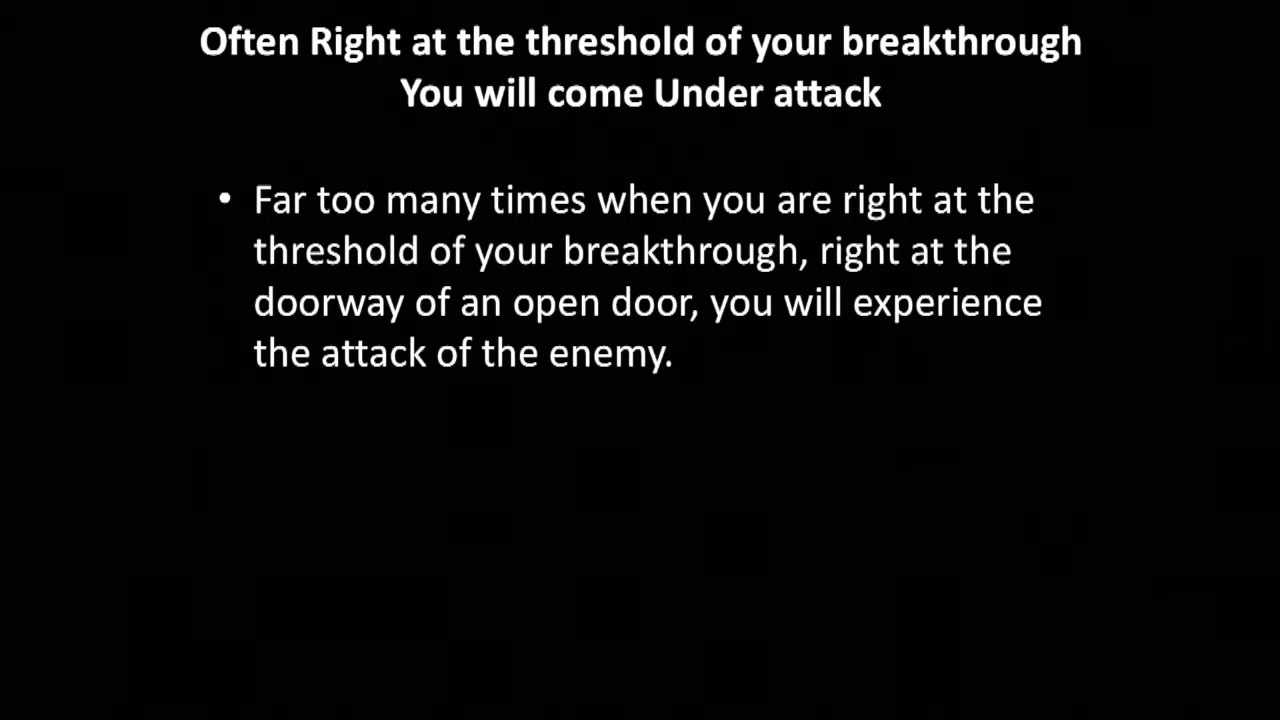 Often Right at the threshold of your breakthrough
You will come Under attack
• Far too many times when you are right at the
threshold of your breakthrough, right at the
doorway of an open door, you will experience
the attack of the enemy.